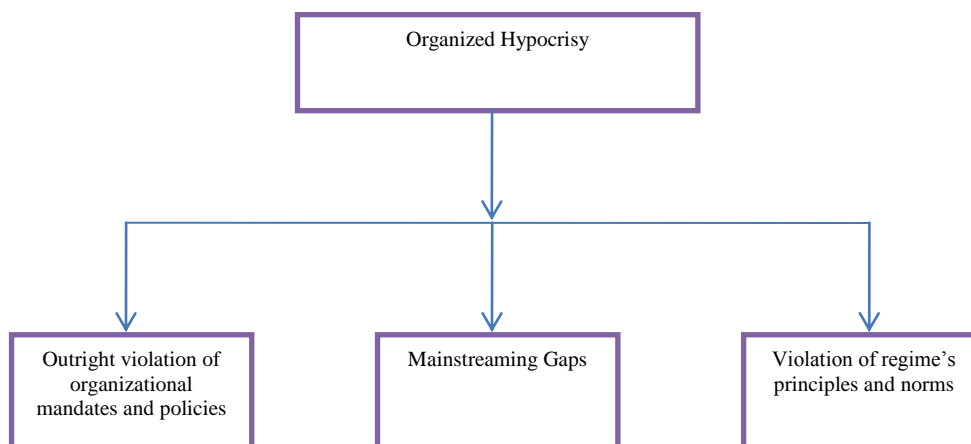 Organized Hypocrisy
Outright violation of
organizational
mandates and policies
Mainstreaming Gaps
Violation of regime’s
principles and norms